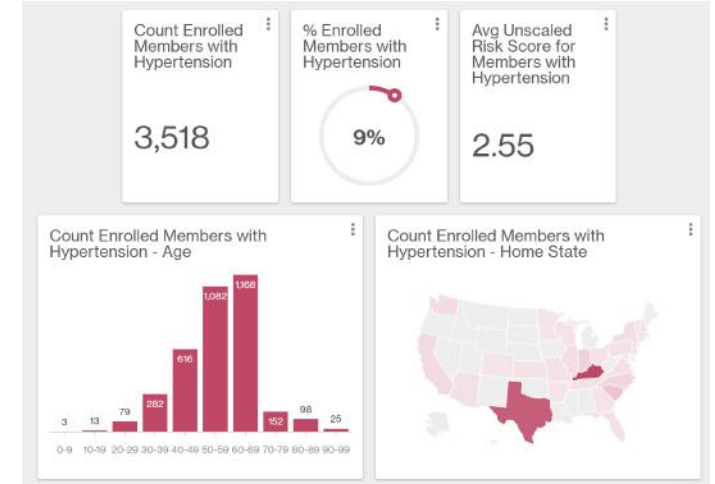 Count Enrolled
Members with
Hypertension
3,518
% Enrolled
Members with
Hypertension
9%
Avg Unscaled
Risk Score for
Members with
Hypertension
2.55
Count Enrolled Members with
Hypertension - Age
3
13
79
282
616
1,082
1,168
152
98
25
0-9 10-19 20-29 30-39 40-49 50-59 60-69 70-79 80-89 90-99
Count Enrolled Members with
Hypertension - Home State